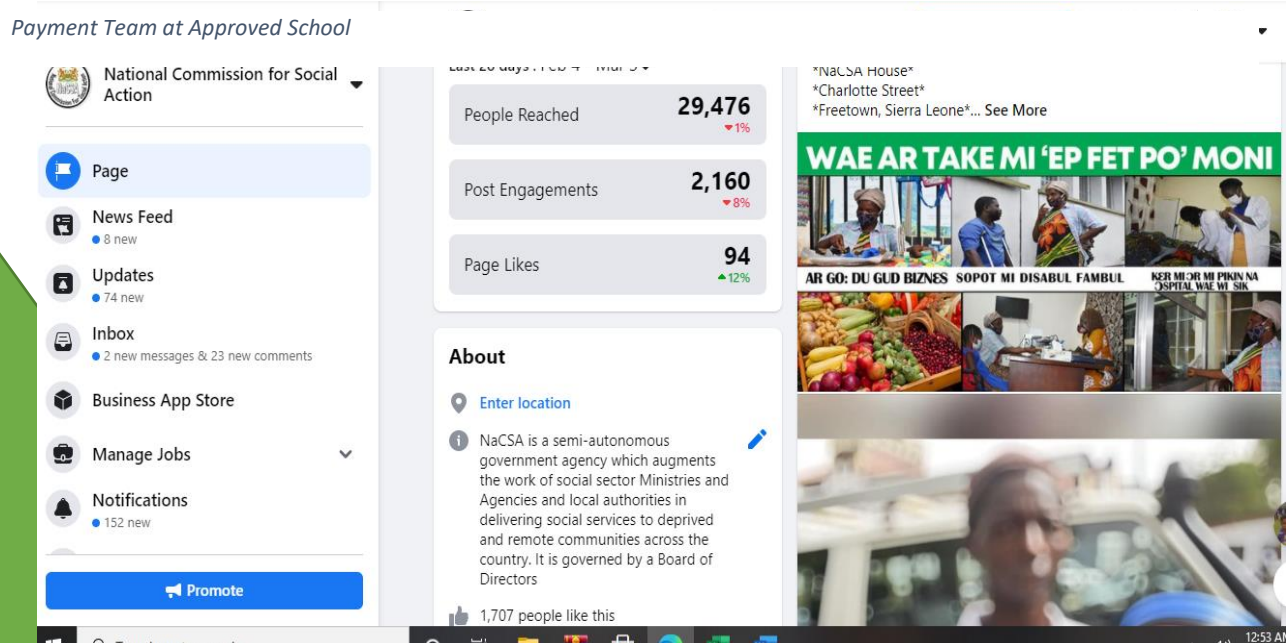 Payment Team at Approved School
National Commission for Social
Action
Page
News Feed
8 new
Updates
74 new
Inbox
2 new messages & 23 new comments
Business App Store
Manage Jobs
Notifications
152 new
Promote
People Reached
29,476
1%
Post Engagements
2,160
8%
Page Likes
94
12%
About
Enter location
NaCSA is a semi-autonomous
government agency which augments
the work of social sector Ministries and
Agencies and local authorities in
delivering social services to deprived
and remote communities across the
country. It is governed by a Board of
Directors
1,707 people like this
*NaCSA House*
*Charlotte Street*
*Freetown, Sierra Leone*... See More
WAE AR TAKE MI ‘EP FET PO’ MONI
AR GO: DU GUD BIZNɛS SOPOT MI DISABUL FAMBUL
KɛR MI ƆR MI PIKIN NA
ƆSPITAL WAE WI SIK
12:53 A